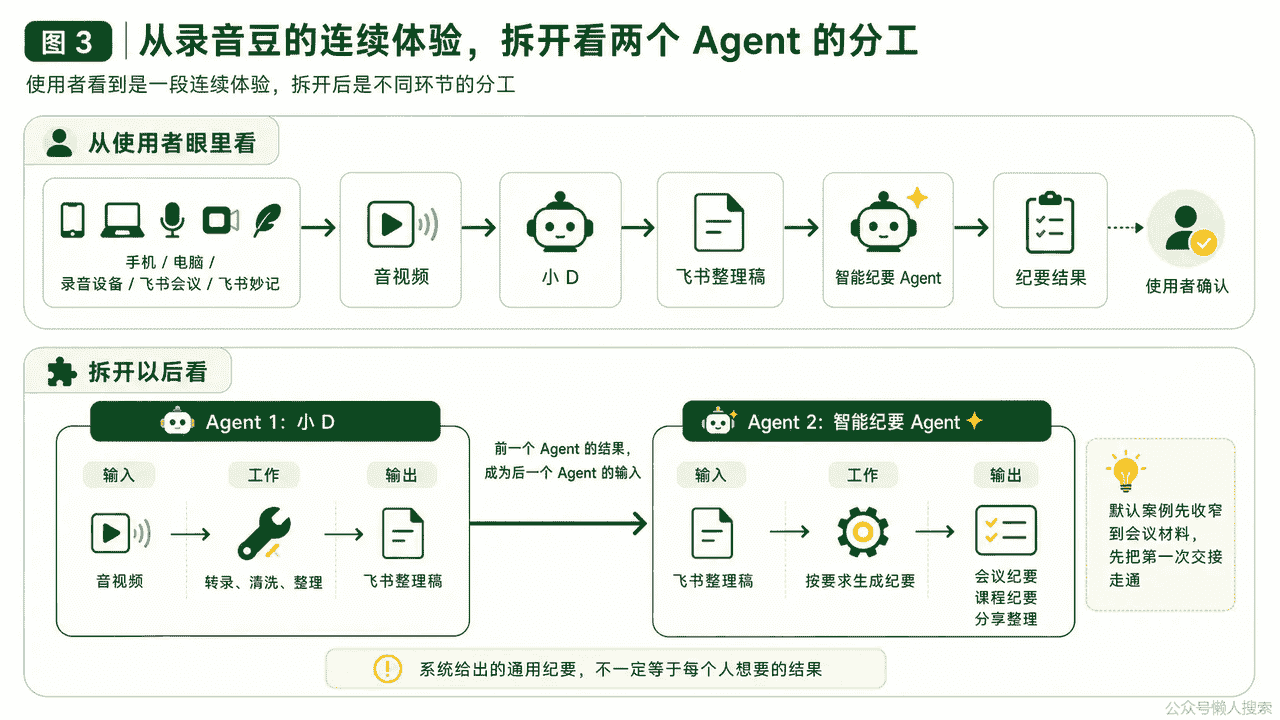 图 3
从录音豆的连续体验，拆开看两个 Agent 的分工
使用者看到是一段连续体验，拆开后是不同环节的分工
从使用者眼里看
手机 / 电脑 /
录音设备 / 飞书会议 / 飞书妙记
音视频
小 D
飞书整理稿
智能纪要 Agent
纪要结果
使用者确认
拆开以后看
Agent 1：小 D
输入
工作
输出
音视频
转录、清洗、整理
飞书整理稿
前一个 Agent 的结果，
成为后一个 Agent 的输入
Agent 2：智能纪要 Agent
输入
工作
输出
飞书整理稿
按要求生成纪要
会议纪要
课程纪要
分享整理
默认案例先收窄
到会议材料，
先把第一次交接
走通
系统给出的通用纪要，不一定等于每个人想要的结果
公众号懒人搜索